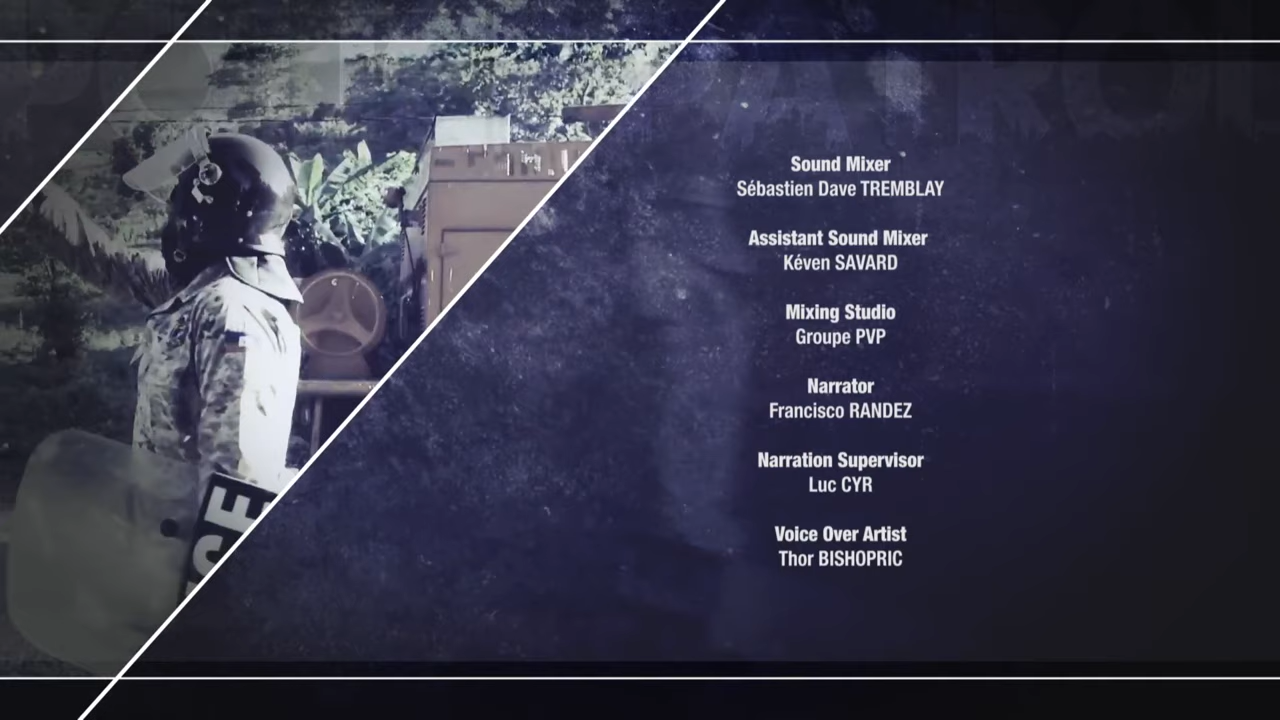 Sound Mixer
Sébastien Dave TREMBLAY
Assistant Sound Mixer
Kéven SAVARD
Mixing Studio
Groupe PVP
Narrator
Francisco RANDEZ
Narration Supervisor
Luc CYR
Voice Over Artist
Thor BISHOPRIC